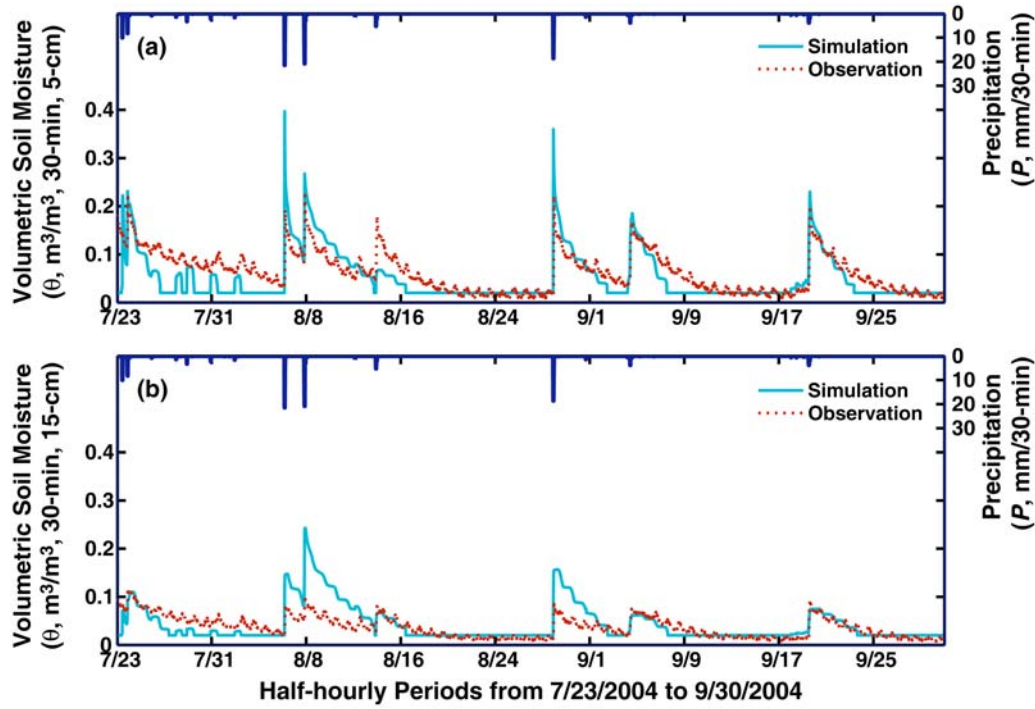 (a)
Simulation
Observation
Volumetric Soil Moisture
(θ, m³/m³, 30-min, 5-cm)
0.4
0.3
0.2
0.1
0
0
10
20
30
Precipitation
(P, mm/30-min)
7/23 7/31 8/8 8/16 8/24 9/1 9/9 9/17 9/25
(b)
Simulation
Observation
Volumetric Soil Moisture
(θ, m³/m³, 30-min, 15-cm)
0.4
0.3
0.2
0.1
0
0
10
20
30
Precipitation
(P, mm/30-min)
7/23 7/31 8/8 8/16 8/24 9/1 9/9 9/17 9/25
Half-hourly Periods from 7/23/2004 to 9/30/2004